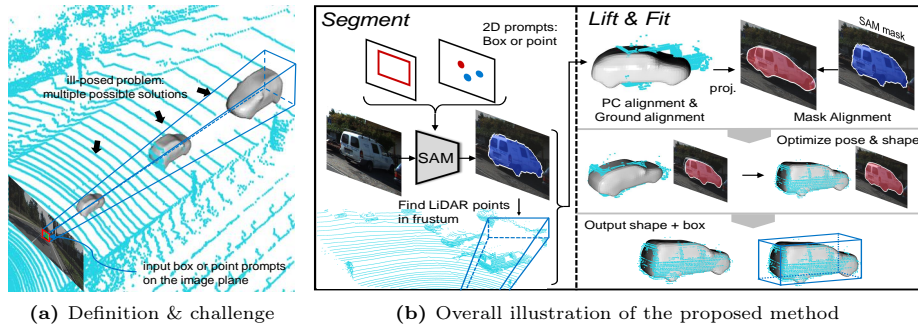 ill-posed problem:
multiple possible solutions
input box or point prompts
on the image plane
(a) Definition & challenge
Segment
2D prompts:
Box or point
SAM
Find LiDAR points
in frustum
Lift & Fit
SAM mask
proj.
PC alignment &
Ground alignment
Mask Alignment
Optimize pose & shape
Output shape + box
(b) Overall illustration of the proposed method